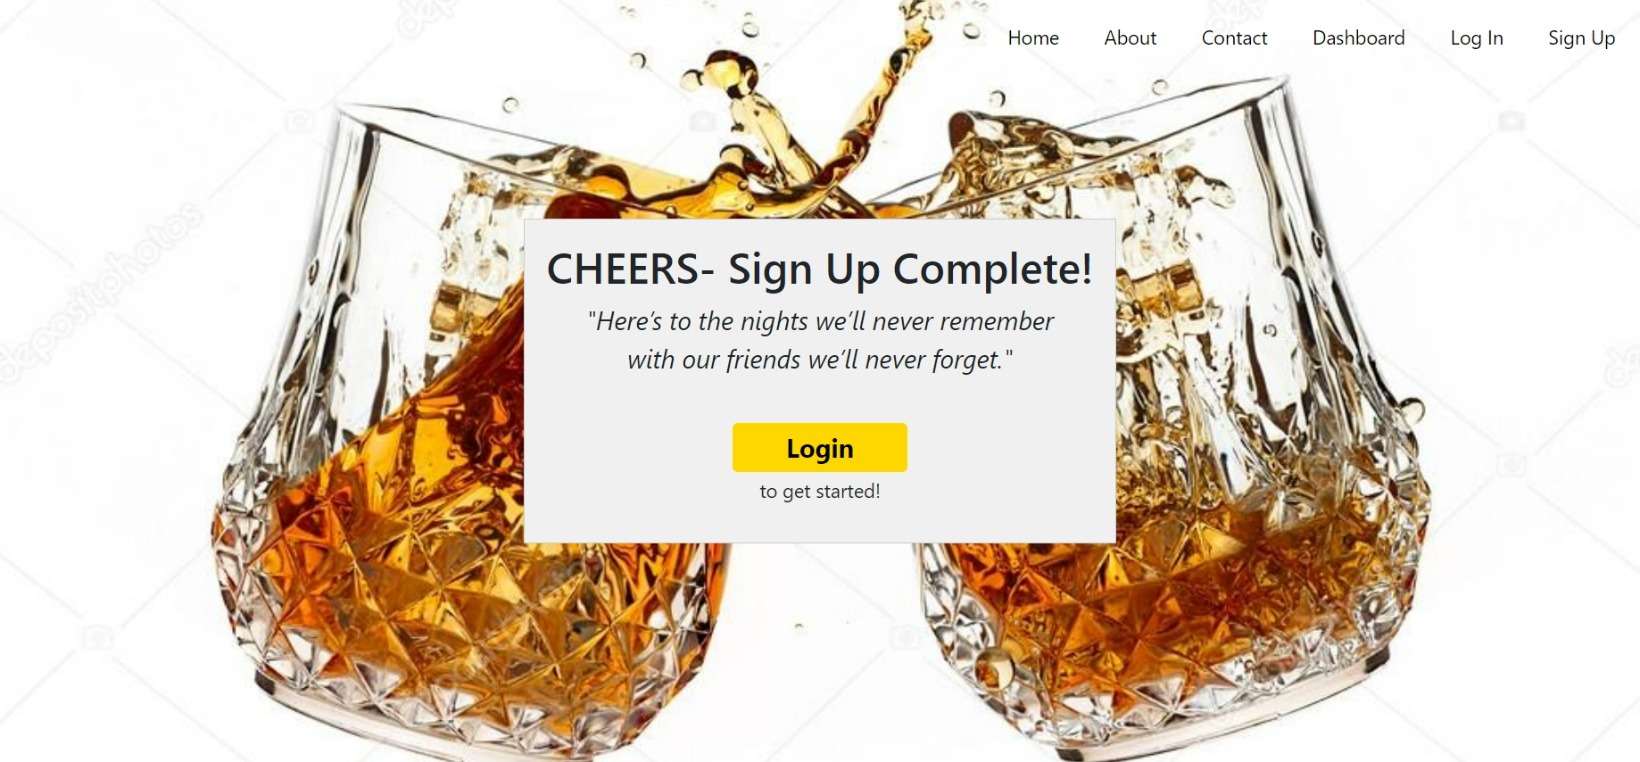 Home About Contact Dashboard Log In Sign Up
depositphotos
CHEERS- Sign Up Complete!
"Here’s to the nights we’ll never remember
with our friends we’ll never forget."
Login
to get started!